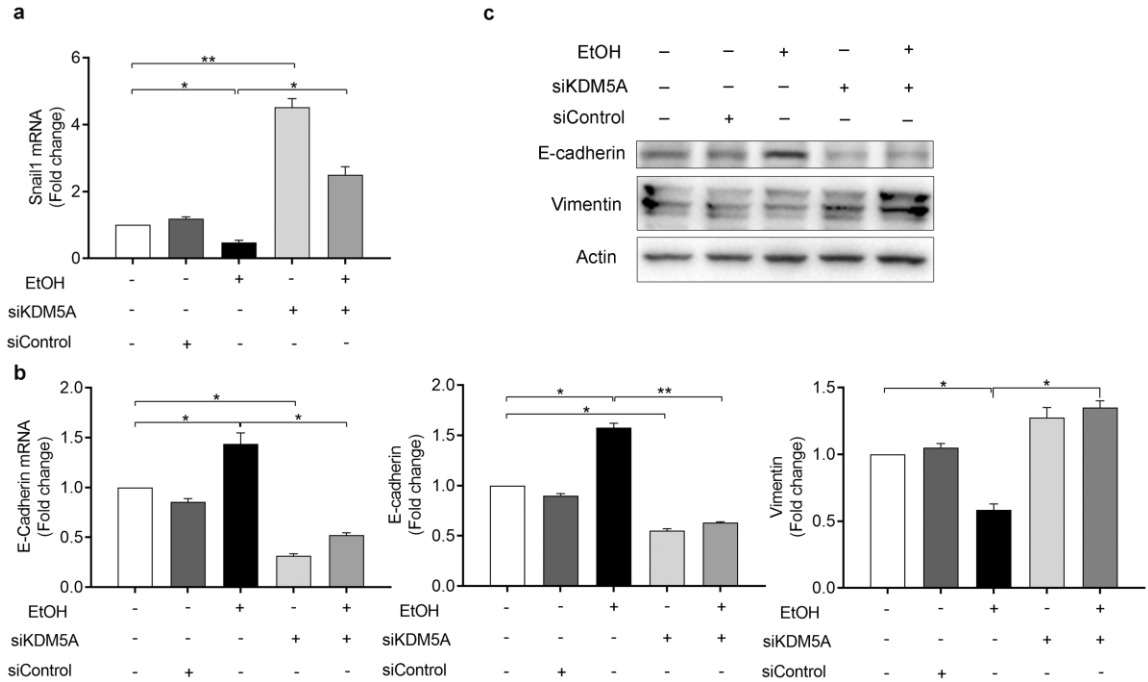 a
Snail1 mRNA
(Fold change)
6
4
2
0
**
*
*
EtOH - - + - +
siKDM5A - - - + +
siControl - + - - -
c
EtOH – – + – +
siKDM5A – – – + +
siControl – + – – –
E-cadherin
Vimentin
Actin
b
E-Cadherin mRNA
(Fold change)
2.0
1.5
1.0
0.5
0.0
*
*
*
EtOH - - + - +
siKDM5A - - - + +
siControl - + - - -
E-cadherin
(Fold change)
2.0
1.5
1.0
0.5
0.0
*
**
*
EtOH - - + - +
siKDM5A - - - + +
siControl - + - - -
Vimentin
(Fold change)
1.5
1.0
0.5
0.0
*
*
EtOH - - + - +
siKDM5A - - - + +
siControl - + - - -